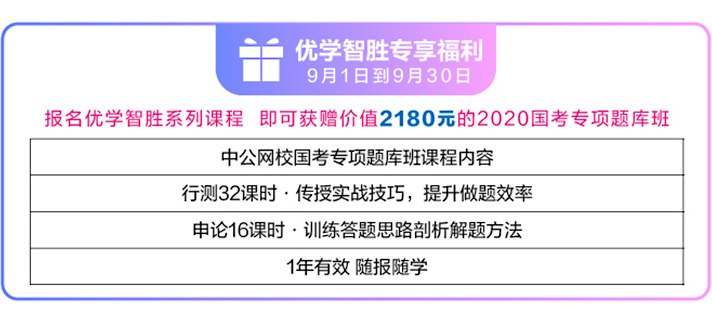 优学智胜专享福利
9月1日到9月30日
报名优学智胜系列课程 即可获赠价值2180元的2020国考专项题库班
中公网校国考专项题库班课程内容
行测32课时·传授实战技巧，提升做题效率
申论16课时·训练答题思路剖析解题方法
1年有效 随报随学